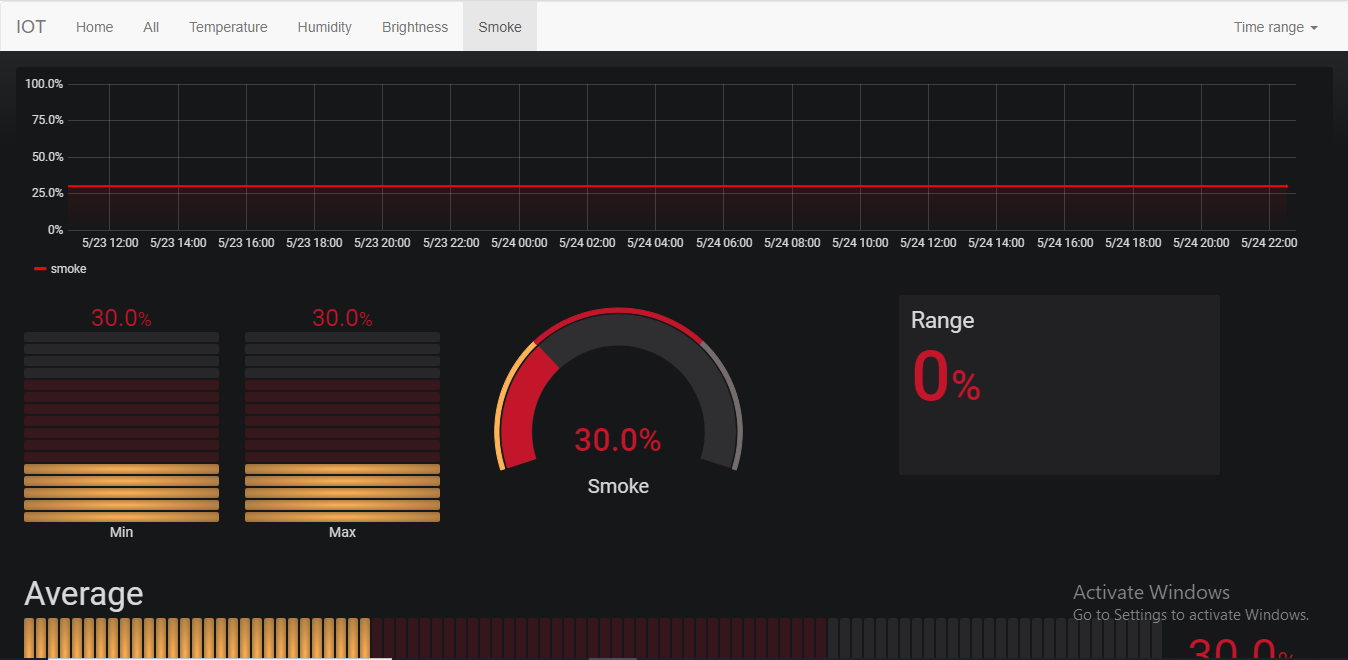 IOT Home All Temperature Humidity Brightness Smoke Time range
100.0%
75.0%
50.0%
25.0%
0%
5/23 12:00 5/23 14:00 5/23 16:00 5/23 18:00 5/23 20:00 5/23 22:00 5/24 00:00 5/24 02:00 5/24 04:00 5/24 06:00 5/24 08:00 5/24 10:00 5/24 12:00 5/24 14:00 5/24 16:00 5/24 18:00 5/24 20:00 5/24 22:00
smoke
30.0% 30.0%
Min Max
30.0%
Smoke
Range
0%
Average
Activate Windows
Go to Settings to activate Windows.
30.0%